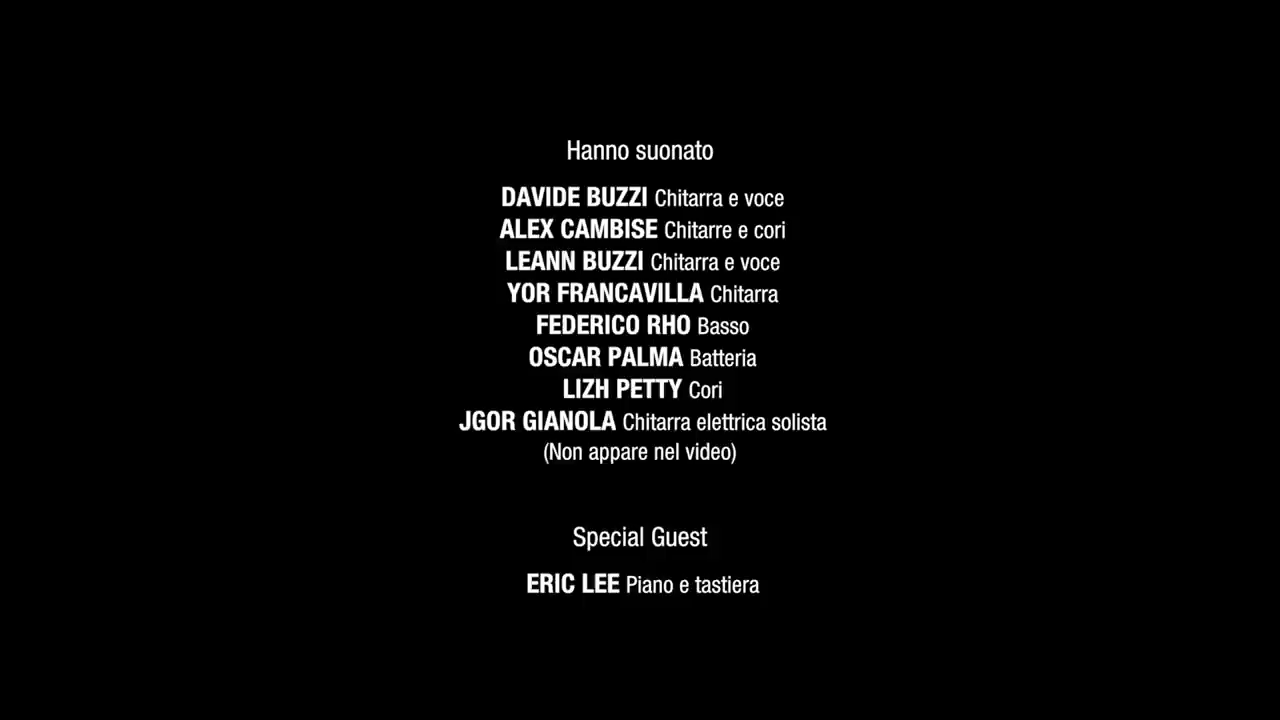 Hanno suonato
DAVIDE BUZZI Chitarra e voce
ALEX CAMBISE Chitarre e cori
LEANN BUZZI Chitarra e voce
YOR FRANCAVILLA Chitarra
FEDERICO RHO Basso
OSCAR PALMA Batteria
LIZH PETTY Cori
JGOR GIANOLA Chitarra elettrica solista
(Non appare nel video)
Special Guest
ERIC LEE Piano e tastiera